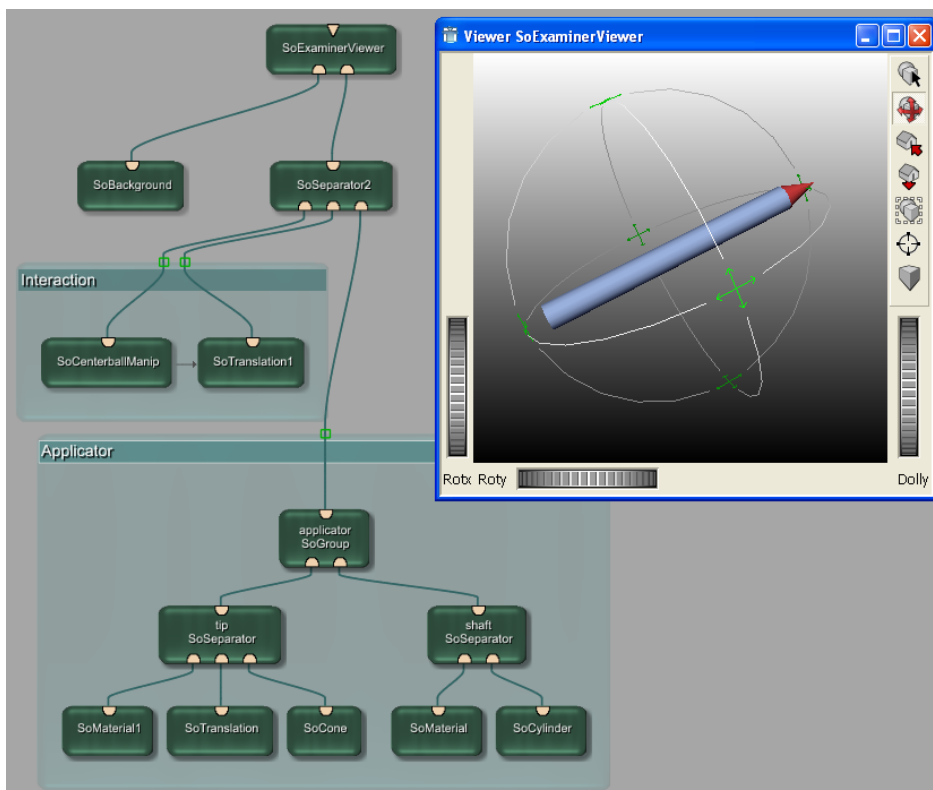 SoExaminerViewer
Viewer SoExaminerViewer
SoBackground
SoSeparator2
Interaction
SoCenterballManip
SoTranslation1
Applicator
Rotx Roty
Dolly
applicator
SoGroup
tip
SoSeparator
shaft
SoSeparator
SoMaterial1
SoTranslation
SoCone
SoMaterial
SoCylinder